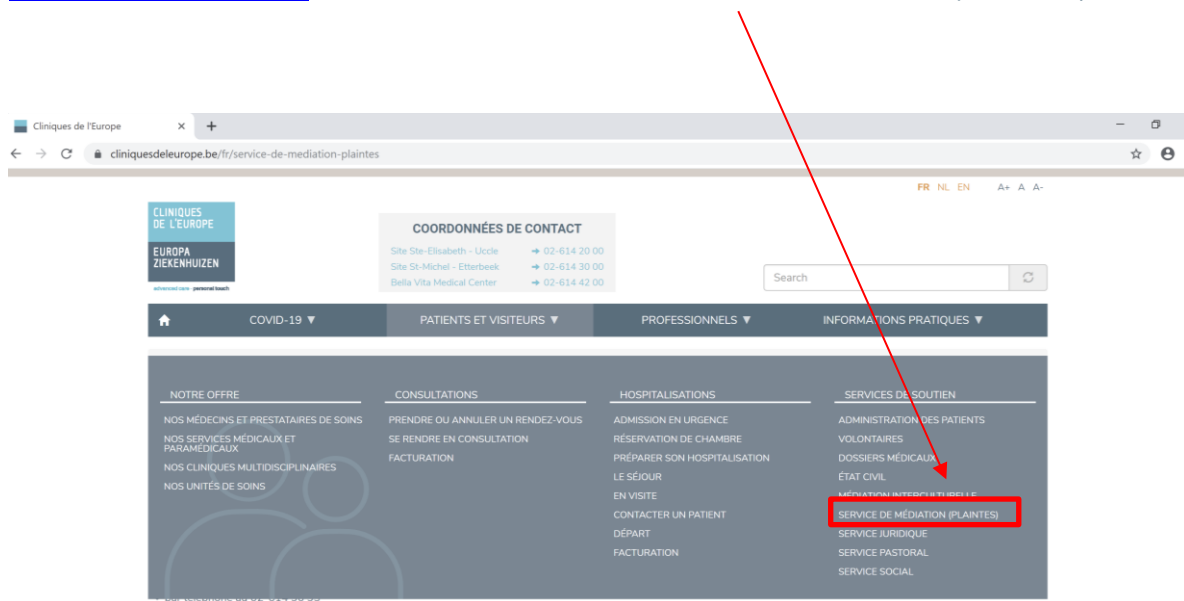 Cliniques de l'Europe
cliniquesdeleurope.be/fr/service-de-mediation-plaintes
FR NL EN A+ A A-
CLINIQUES
DE L'EUROPE
EUROPA
ZIEKENHUIZEN
advanced care · personal touch
COORDONNÉES DE CONTACT
Site Ste-Elisabeth - Uccle ➔ 02-614 20 00
Site St-Michel - Etterbeek ➔ 02-614 30 00
Bella Vita Medical Center ➔ 02-614 42 00
Search
COVID-19 ▼ PATIENTS ET VISITEURS ▼ PROFESSIONNELS ▼ INFORMATIONS PRATIQUES ▼
NOTRE OFFRE
NOS MÉDECINS ET PRESTATAIRES DE SOINS
NOS SERVICES MÉDICAUX ET
PARAMÉDICAUX
NOS CLINIQUES MULTIDISCIPLINAIRES
NOS UNITÉS DE SOINS
CONSULTATIONS
PRENDRE OU ANNULER UN RENDEZ-VOUS
SE RENDRE EN CONSULTATION
FACTURATION
HOSPITALISATIONS
ADMISSION EN URGENCE
RÉSERVATION DE CHAMBRE
PRÉPARER SON HOSPITALISATION
LE SÉJOUR
EN VISITE
CONTACTER UN PATIENT
DÉPART
FACTURATION
SERVICES DE SOUTIEN
ADMINISTRATION DES PATIENTS
VOLONTAIRES
DOSSIERS MÉDICAUX
ÉTAT CIVIL
MÉDIATION INTERCULTURELLE
SERVICE DE MÉDIATION (PLAINTES)
SERVICE JURIDIQUE
SERVICE PASTORAL
SERVICE SOCIAL